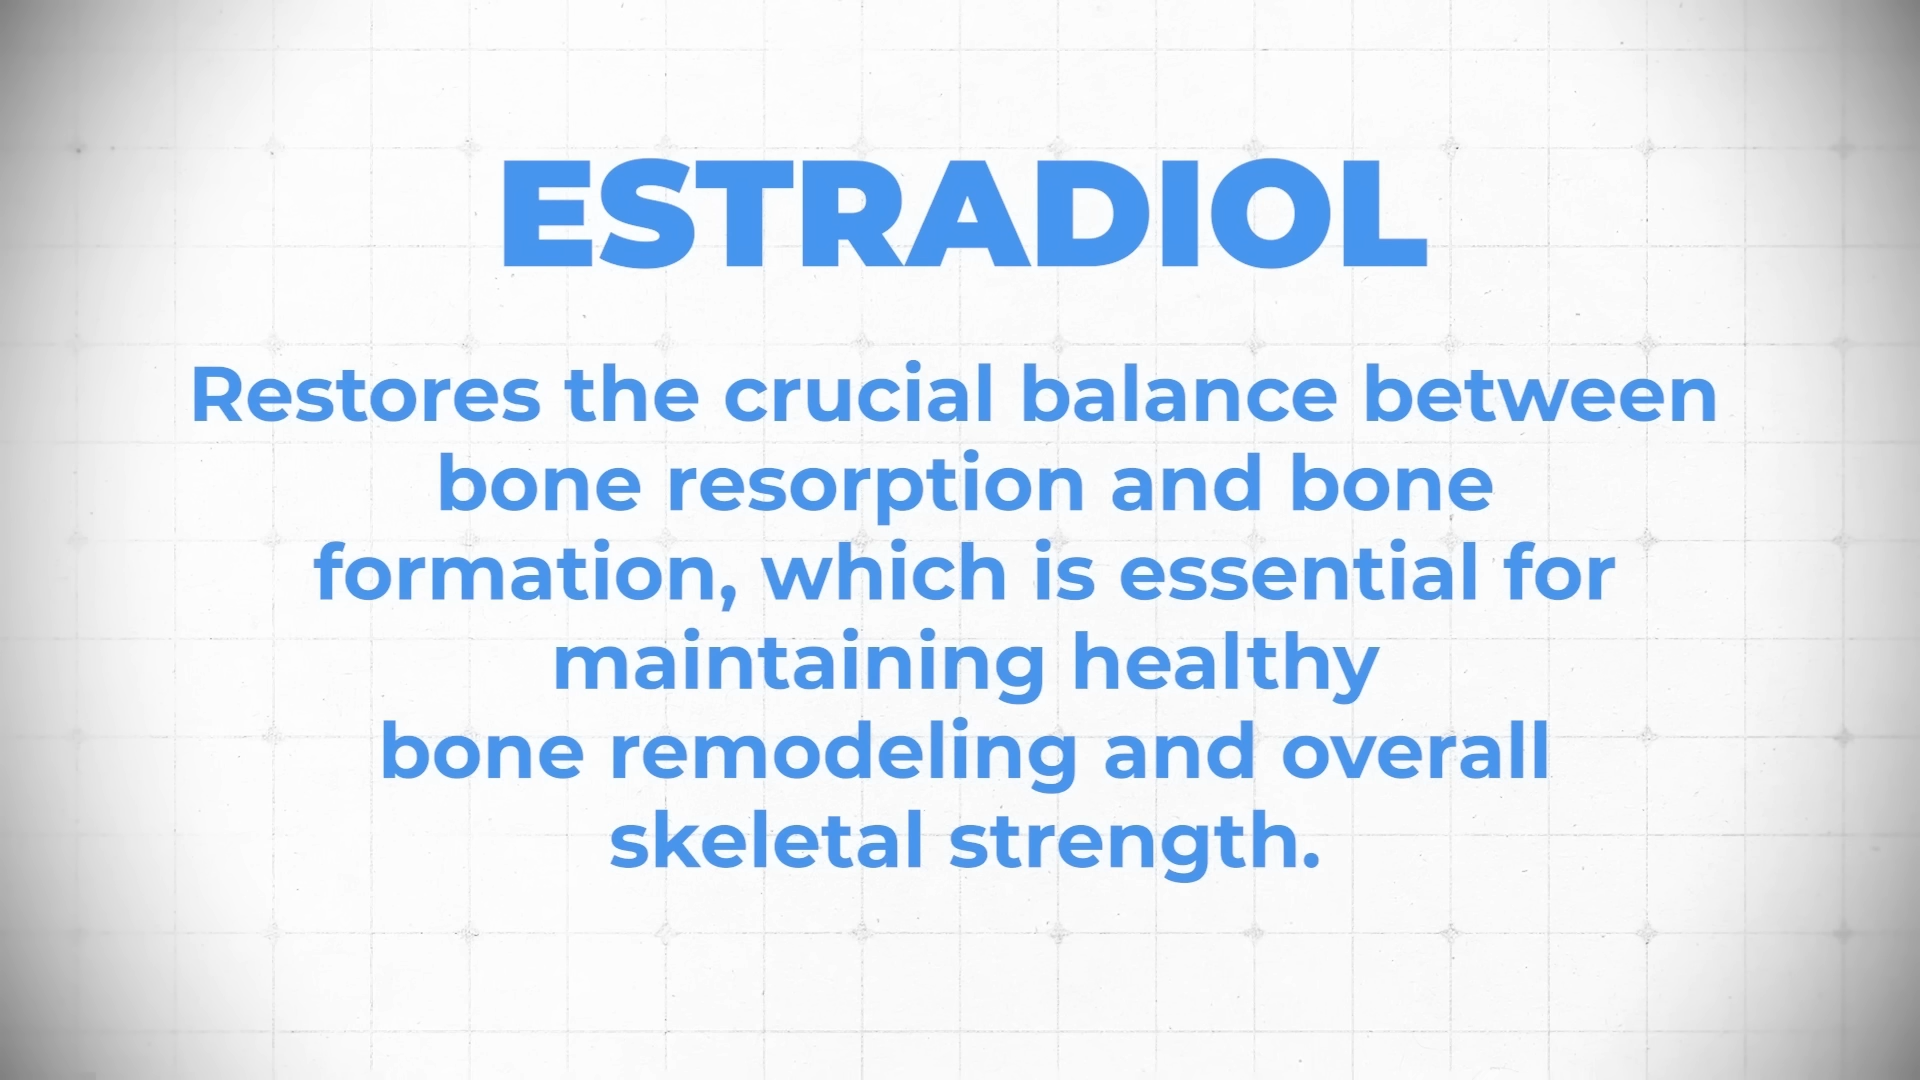 ESTRADIOL
Restores the crucial balance between
bone resorption and bone
formation, which is essential for
maintaining healthy
bone remodeling and overall
skeletal strength.